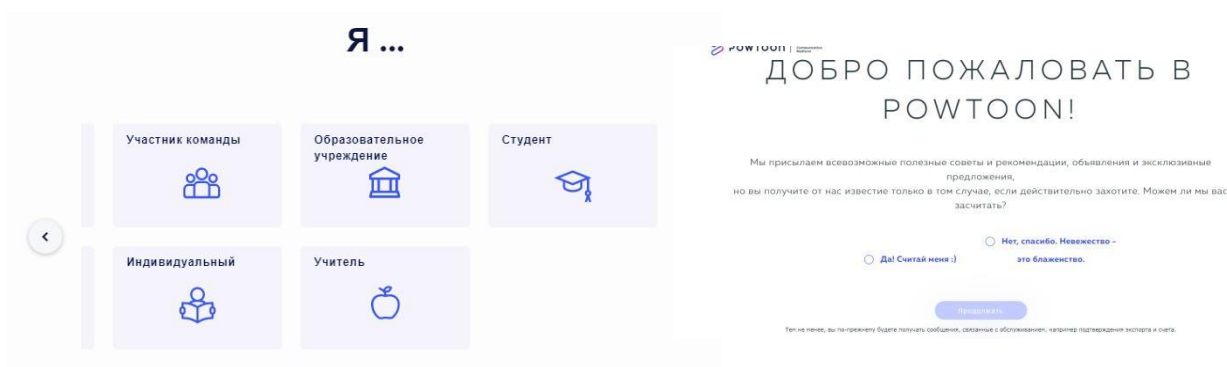 Я ...
Участник команды
Образовательное
учреждение
Студент
Индивидуальный
Учитель
POWTOON
ДОБРО ПОЖАЛОВАТЬ В
POWTOON!
Мы присылаем всевозможные полезные советы и рекомендации, объявления и эксклюзивные
предложения,
но вы получите от нас известие только в том случае, если действительно захотите. Можем ли мы вас
засчитать?
Да! Считай меня :)
Нет, спасибо. Невежество -
это блаженство.
Продолжать
Тем не менее, вы по-прежнему будете получать сообщения, связанные с обслуживанием, например подтверждения экспорта и счета.